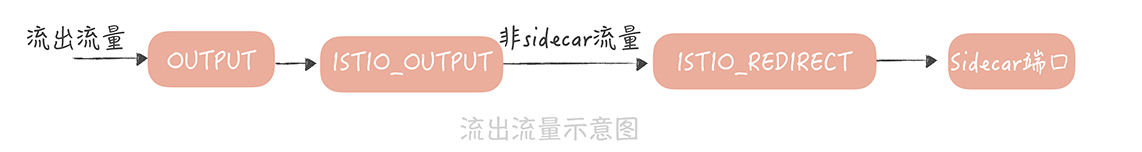 流出流量
OUTPUT
ISTIO_OUTPUT
非sidecar流量
ISTIO_REDIRECT
Sidecar端口
流出流量示意图